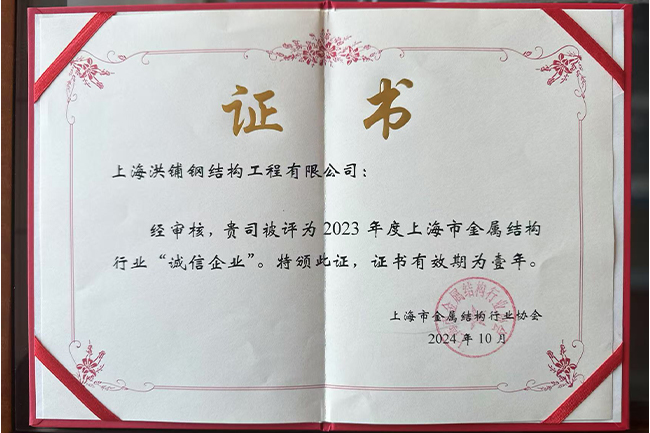 证书
上海洪铺钢结构工程有限公司：
经审核，贵司被评为2023年度上海市金属结构
行业“诚信企业”。特颁此证，证书有效期为壹年。
上海市金属结构行业协会
2024年10月